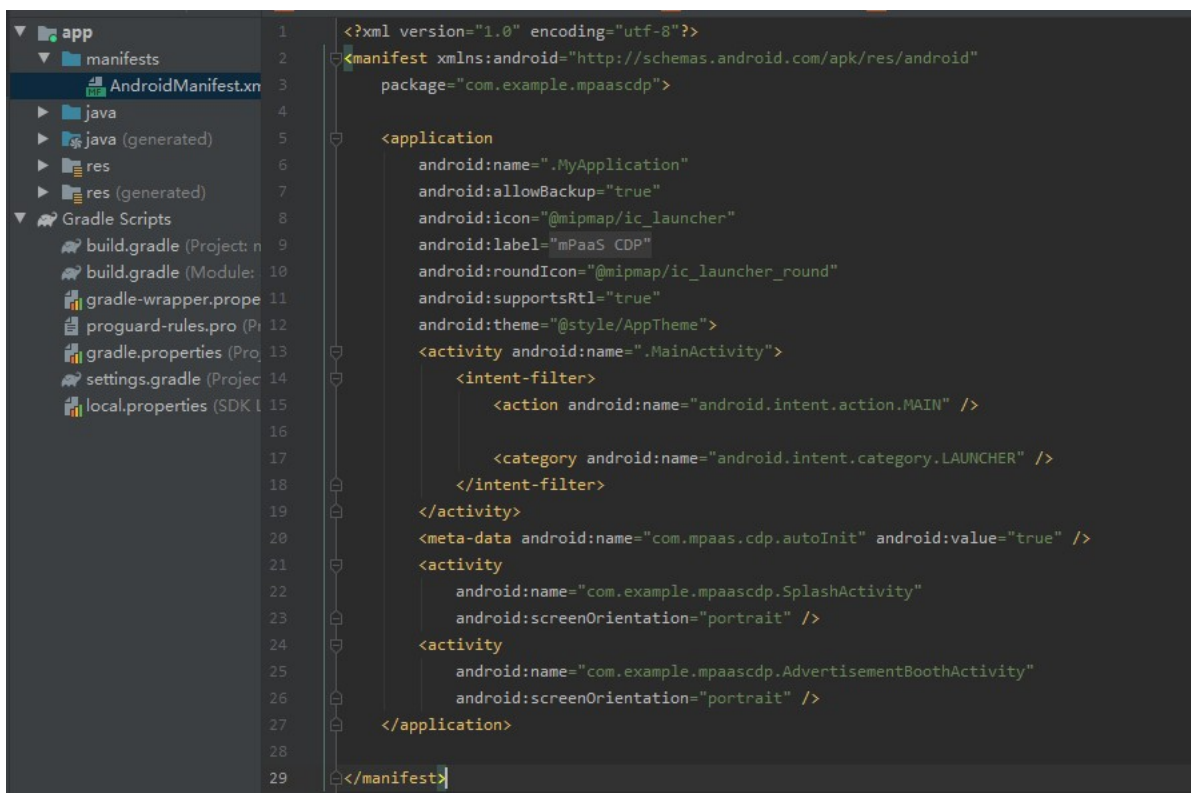 app
manifests
AndroidManifest.xm
java
java (generated)
res
res (generated)
Gradle Scripts
build.gradle (Project: n
build.gradle (Module:
gradle-wrapper.prope
proguard-rules.pro (Pr
gradle.properties (Proj
settings.gradle (Projec
local.properties (SDK L
1 <?xml version="1.0" encoding="utf-8"?>
2 <manifest xmlns:android="http://schemas.android.com/apk/res/android"
3 package="com.example.mpaascdp">
4
5 <application
6 android:name=".MyApplication"
7 android:allowBackup="true"
8 android:icon="@mipmap/ic_launcher"
9 android:label="mPaaS CDP"
10 android:roundIcon="@mipmap/ic_launcher_round"
11 android:supportsRtl="true"
12 android:theme="@style/AppTheme">
13 <activity android:name=".MainActivity">
14 <intent-filter>
15 <action android:name="android.intent.action.MAIN" />
16
17 <category android:name="android.intent.category.LAUNCHER" />
18 </intent-filter>
19 </activity>
20 <meta-data android:name="com.mpaas.cdp.autoInit" android:value="true" />
21 <activity
22 android:name="com.example.mpaascdp.SplashActivity"
23 android:screenOrientation="portrait" />
24 <activity
25 android:name="com.example.mpaascdp.AdvertisementBoothActivity"
26 android:screenOrientation="portrait" />
27 </application>
28
29 </manifest>